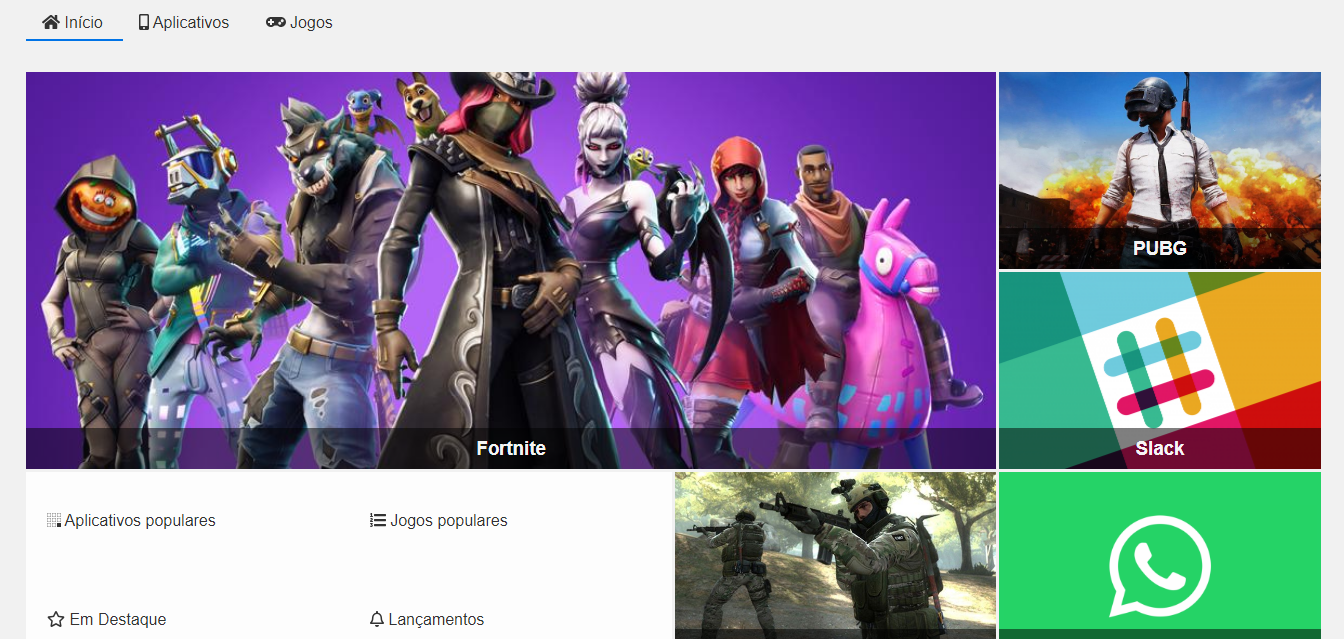 Início
Aplicativos
Jogos
PUBG
Fortnite
Slack
Aplicativos populares
Jogos populares
Em Destaque
Lançamentos